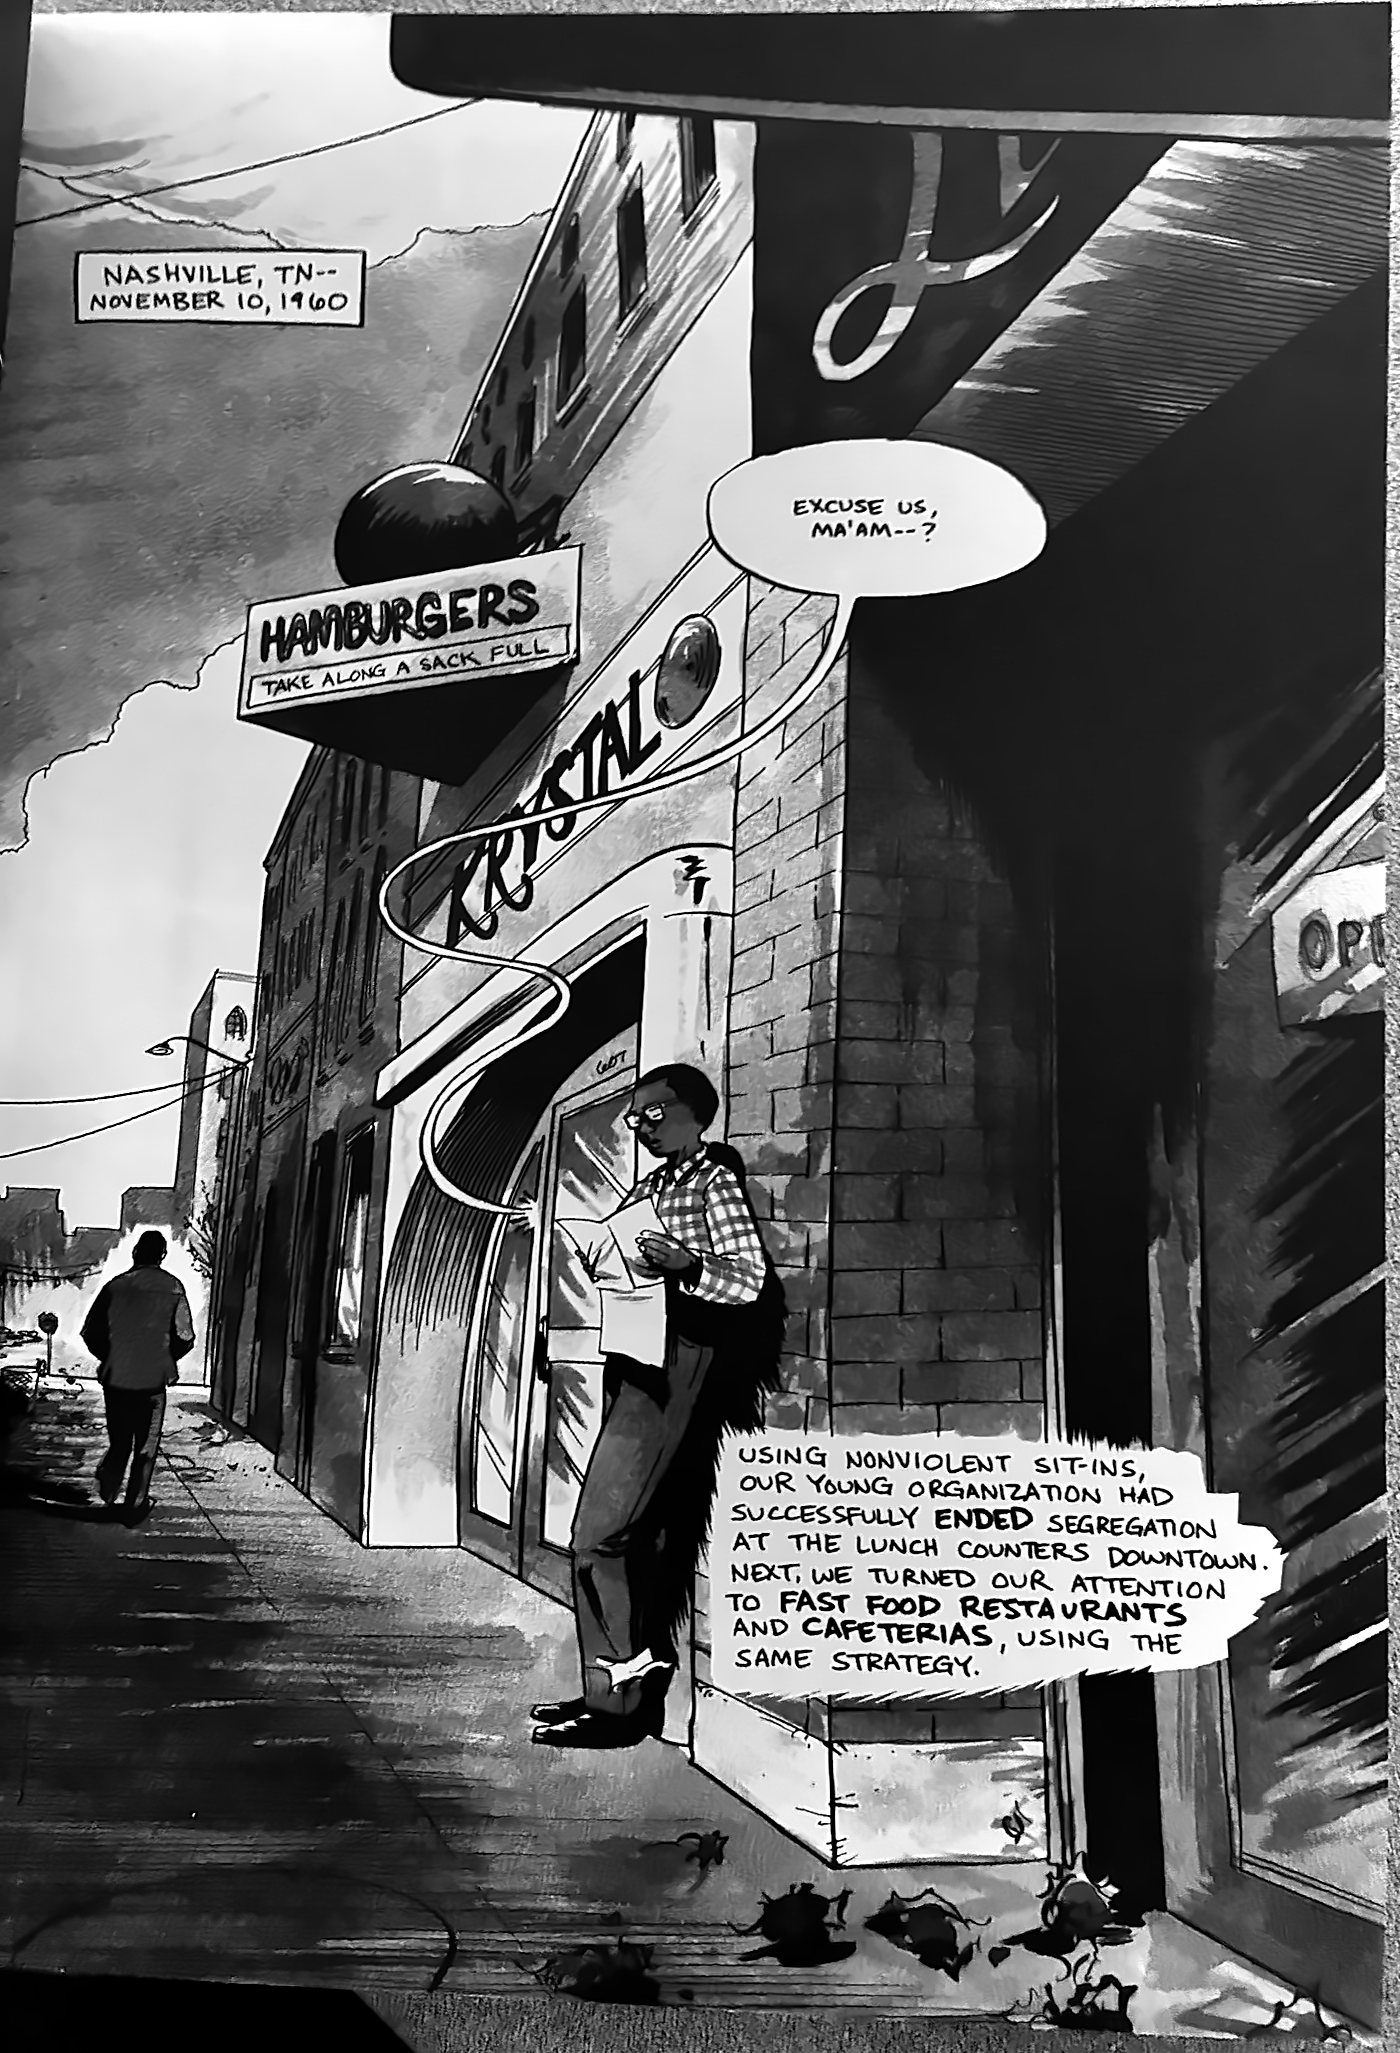 NASHVILLE, TN--
NOVEMBER 10, 1960
EXCUSE US,
MA'AM--?
HAMBURGERS
TAKE ALONG A SACK FULL
KRYSTAL
607
USING NONVIOLENT SIT-INS,
OUR YOUNG ORGANIZATION HAD
SUCCESSFULLY ENDED SEGREGATION
AT THE LUNCH COUNTERS DOWNTOWN.
NEXT, WE TURNED OUR ATTENTION
TO FAST FOOD RESTAURANTS
AND CAFETERIAS, USING THE
SAME STRATEGY.